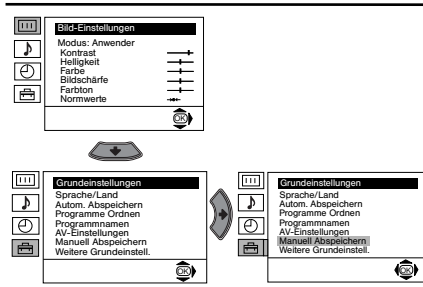 Bild-Einstellungen
Modus: Anwender
Kontrast
Helligkeit
Farbe
Bildschärfe
Farbton
Normwerte
OK
Grundeinstellungen
Sprache/Land
Autom. Abspeichern
Programme Ordnen
Programmnamen
AV-Einstellungen
Manuell Abspeichern
Weitere Grundeinstell.
OK
Grundeinstellungen
Sprache/Land
Autom. Abspeichern
Programme Ordnen
Programmnamen
AV-Einstellungen
Manuell Abspeichern
Weitere Grundeinstell.
OK